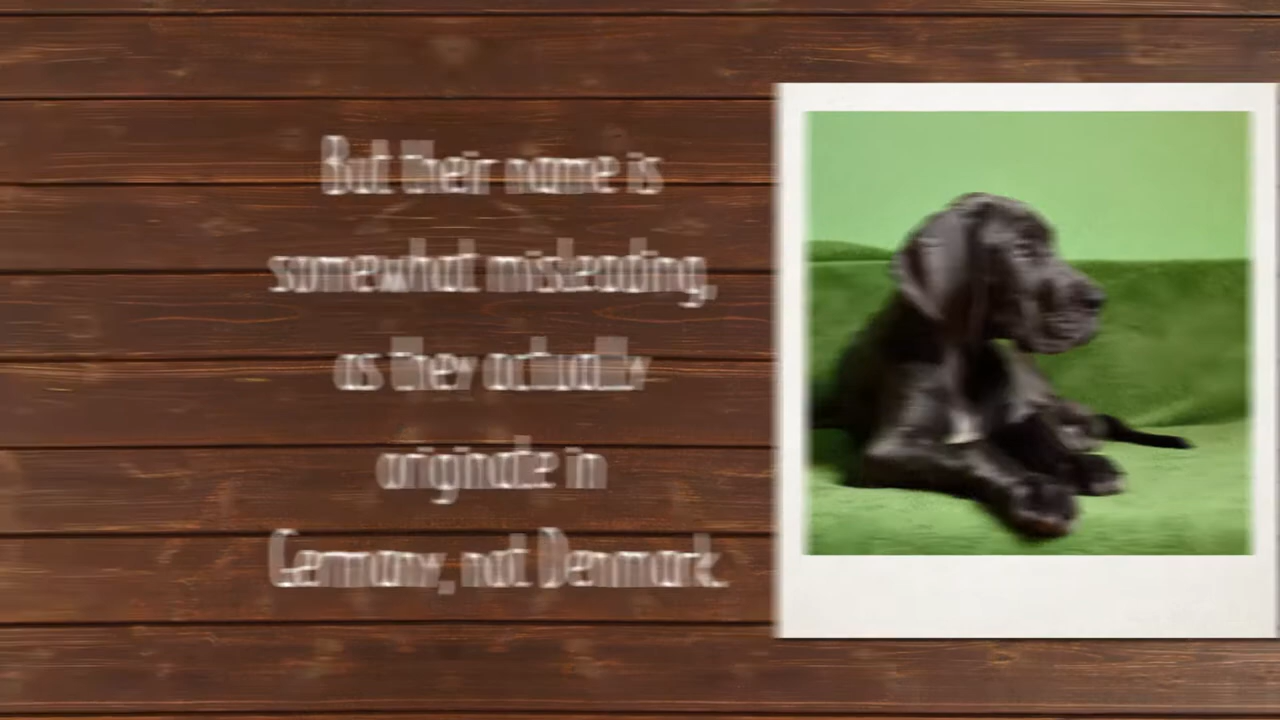 But their name is
somewhat misleading,
as they actually
originate in
Germany, not Denmark.